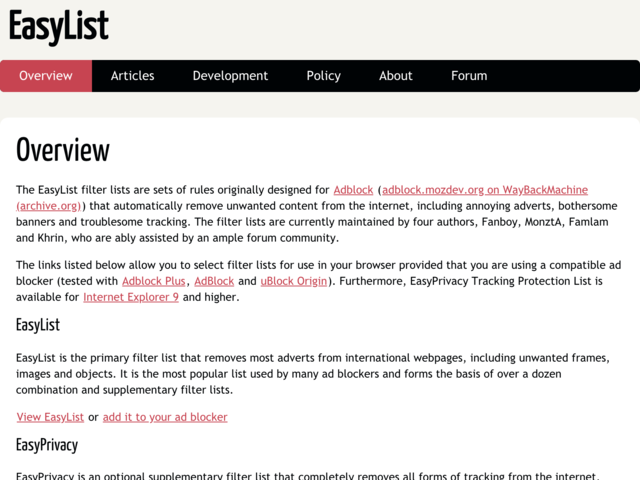 EasyList
Overview Articles Development Policy About Forum
Overview
The EasyList filter lists are sets of rules originally designed for Adblock (adblock.mozdev.org on WayBackMachine
(archive.org)) that automatically remove unwanted content from the internet, including annoying adverts, bothersome
banners and troublesome tracking. The filter lists are currently maintained by four authors, Fanboy, MonztA, Famlam
and Khrin, who are ably assisted by an ample forum community.
The links listed below allow you to select filter lists for use in your browser provided that you are using a compatible ad
blocker (tested with Adblock Plus, AdBlock and uBlock Origin). Furthermore, EasyPrivacy Tracking Protection List is
available for Internet Explorer 9 and higher.
EasyList
EasyList is the primary filter list that removes most adverts from international webpages, including unwanted frames,
images and objects. It is the most popular list used by many ad blockers and forms the basis of over a dozen
combination and supplementary filter lists.
View EasyList or add it to your ad blocker
EasyPrivacy
EasyPrivacy is an optional supplementary filter list that completely removes all forms of tracking from the internet,